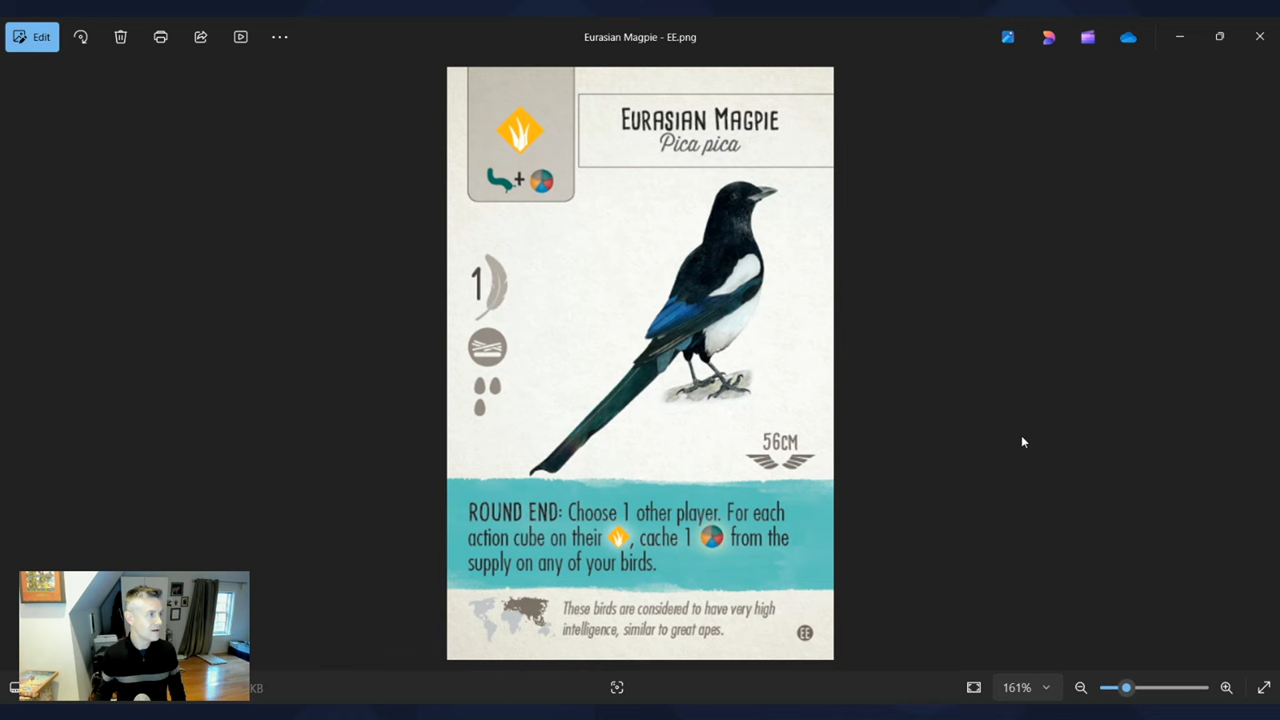 Edit
Eurasian Magpie - EE.png
Eurasian Magpie
Pica pica
+
1
56cm
ROUND END: Choose 1 other player. For each
action cube on their , cache 1 from the
supply on any of your birds.
These birds are considered to have very high
intelligence, similar to great apes.
EE
KB
161%